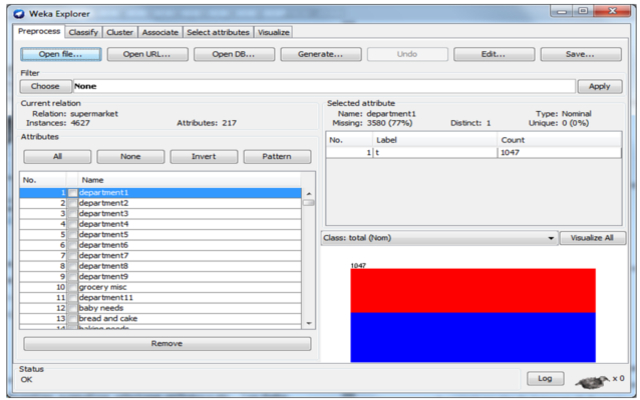 Weka Explorer
Preprocess Classify Cluster Associate Select attributes Visualize
Open file... Open URL... Open DB... Generate... Undo Edit... Save...
Filter
Choose None Apply
Current relation
Relation: supermarket
Instances: 4627 Attributes: 217
Attributes
All None Invert Pattern
No. Name
1 department1
2 department2
3 department3
4 department4
5 department5
6 department6
7 department7
8 department8
9 department9
10 grocery misc
11 department11
12 baby needs
13 bread and cake
14 baking needs
Remove
Selected attribute
Name: department1 Type: Nominal
Missing: 3580 (77%) Distinct: 1 Unique: 0 (0%)
No. Label Count
1 t 1047
Class: total (Nom) Visualize All
1047
Status
OK
Log x 0